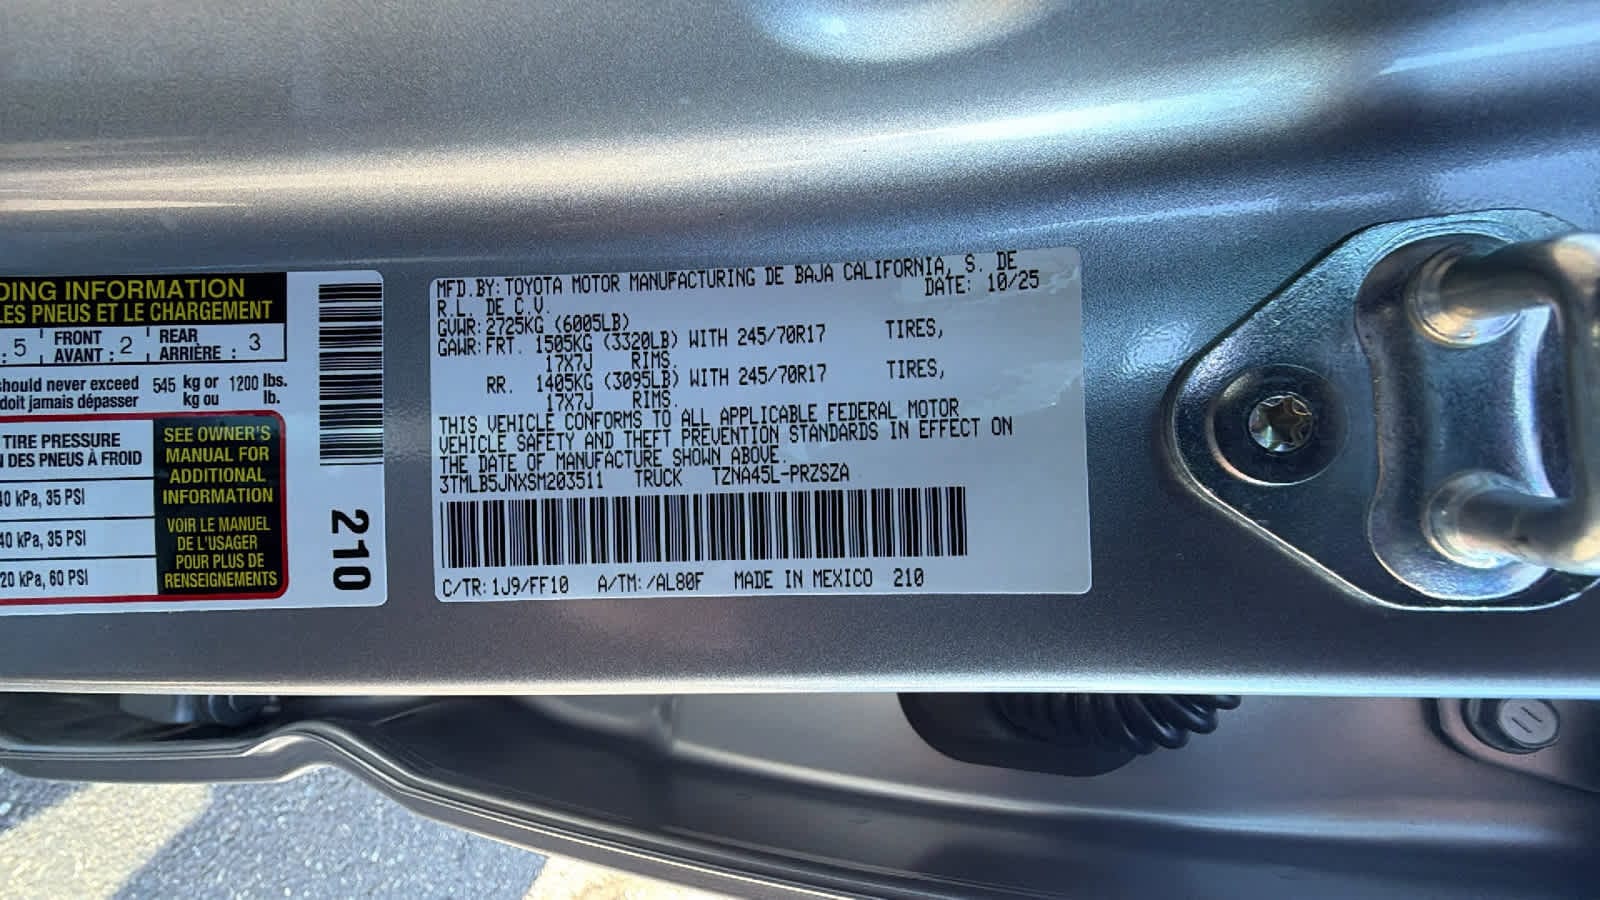 DING INFORMATION
LES PNEUS ET LE CHARGEMENT
: 5 FRONT AVANT : 2 REAR ARRIÈRE : 3
should never exceed 545 kg or 1200 lbs.
doit jamais dépasser kg ou lb.
TIRE PRESSURE
DES PNEUS À FROID
40 kPa, 35 PSI
40 kPa, 35 PSI
20 kPa, 60 PSI
SEE OWNER'S
MANUAL FOR
ADDITIONAL
INFORMATION
VOIR LE MANUEL
DE L'USAGER
POUR PLUS DE
RENSEIGNEMENTS
210
MFD.BY: TOYOTA MOTOR MANUFACTURING DE BAJA CALIFORNIA, S. DE
R.L. DE C.V. DATE: 10/25
GVWR: 2725KG (6005LB)
GAWR: FRT. 1505KG (3320LB) WITH 245/70R17 TIRES,
17X7J RIMS.
RR. 1405KG (3095LB) WITH 245/70R17 TIRES,
17X7J RIMS.
THIS VEHICLE CONFORMS TO ALL APPLICABLE FEDERAL MOTOR
VEHICLE SAFETY AND THEFT PREVENTION STANDARDS IN EFFECT ON
THE DATE OF MANUFACTURE SHOWN ABOVE.
3TMLB5JNXSM203511 TRUCK TZNA45L-PRZSZA
C/TR: 1J9/FF10 A/TM: /AL80F MADE IN MEXICO 210